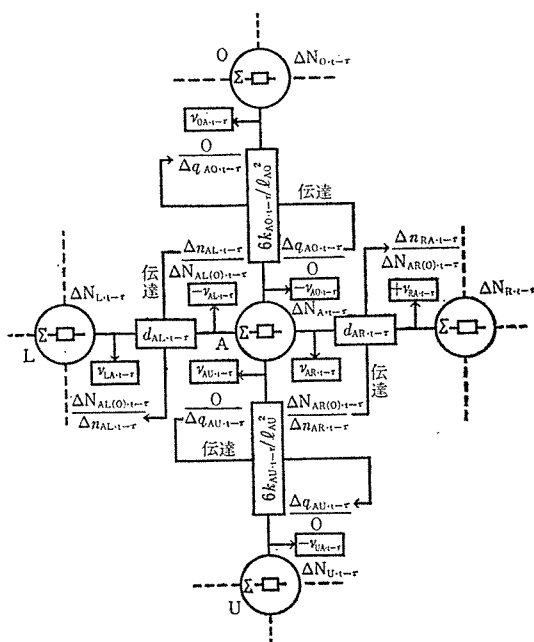 O
ΔN_{O·t-τ}
Σ
ν_{OA·t-τ}
O
Δq_{AO·t-τ}
6k_{AO·t-τ}/ℓ_{AO}^2
伝達
Δn_{AL·t-τ}
ΔN_{AL(O)·t-τ}
伝達
Δq_{AO·t-τ}
O
Δn_{RA·t-τ}
ΔN_{AR(O)·t-τ}
−ν_{AL·t-τ}
−ν_{AO·t-τ}
+ν_{RA·t-τ}
ΔN_{L·t-τ}
ΔN_{A·t-τ}
ΔN_{R·t-τ}
Σ
d_{AL·t-τ}
Σ
d_{AR·t-τ}
Σ
L
A
ν_{LA·t-τ}
ν_{AU·t-τ}
ν_{AR·t-τ}
伝達
ΔN_{AL(O)·t-τ}
Δn_{AL·t-τ}
O
Δq_{AU·t-τ}
伝達
6k_{AU·t-τ}/ℓ_{AU}^2
ΔN_{AR(O)·t-τ}
Δn_{AR·t-τ}
Δq_{AU·t-τ}
O
−ν_{UA·t-τ}
ΔN_{U·t-τ}
Σ
U